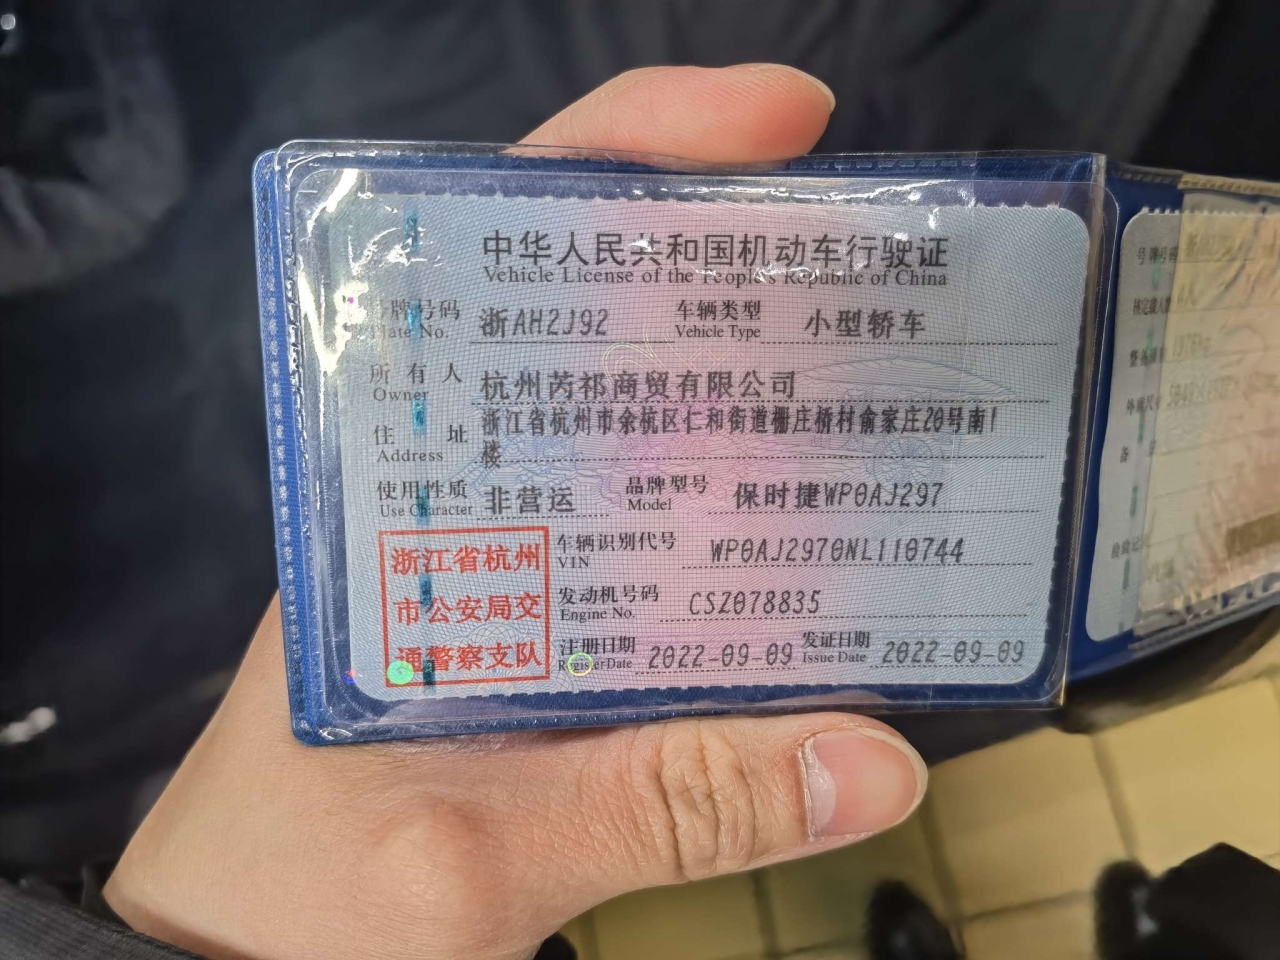 中华人民共和国机动车行驶证
Vehicle License of the People's Republic of China
牌号码 浙AH2J92 车辆类型 小型轿车
Plate No. Vehicle Type
所有人 杭州芮祁商贸有限公司
Owner
住址 浙江省杭州市余杭区仁和街道栅庄桥村俞家庄20号南1
Address 楼
使用性质 非营运 品牌型号 保时捷WP0AJ297
Use Character Model
浙江省杭州
市公安局交
通警察支队
车辆识别代号 WP0AJ2970NL110744
VIN
发动机号码 CSZ078835
Engine No.
注册日期 2022-09-09 发证日期 2022-09-09
Register Date Issue Date
号牌号码